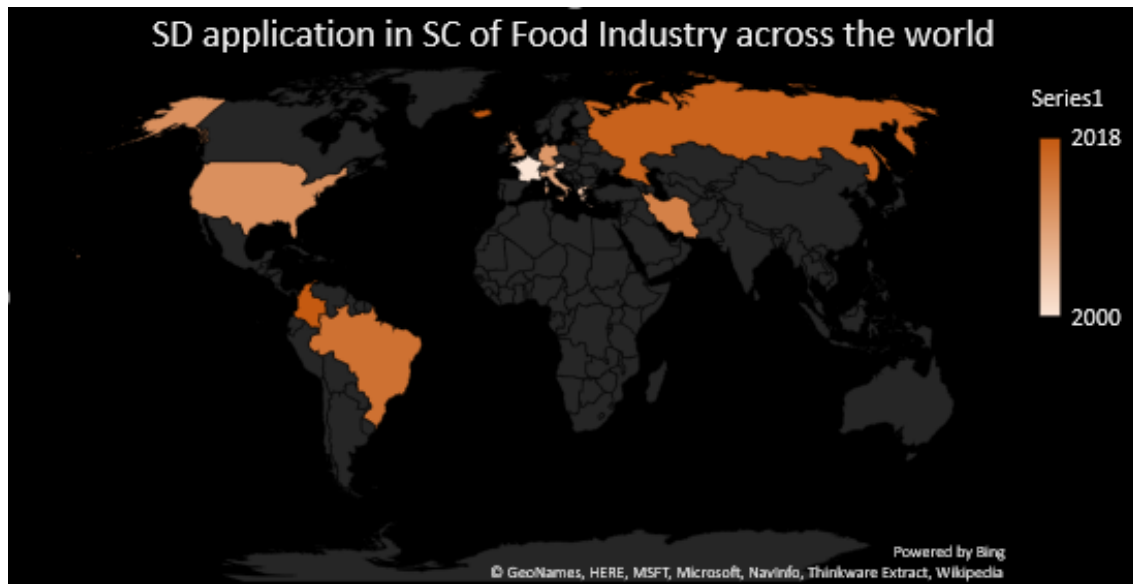 SD application in SC of Food Industry across the world
Series1
2018
2000
Powered by Bing
© GeoNames, HERE, MSFT, Microsoft, NavInfo, Thinkware Extract, Wikipedia